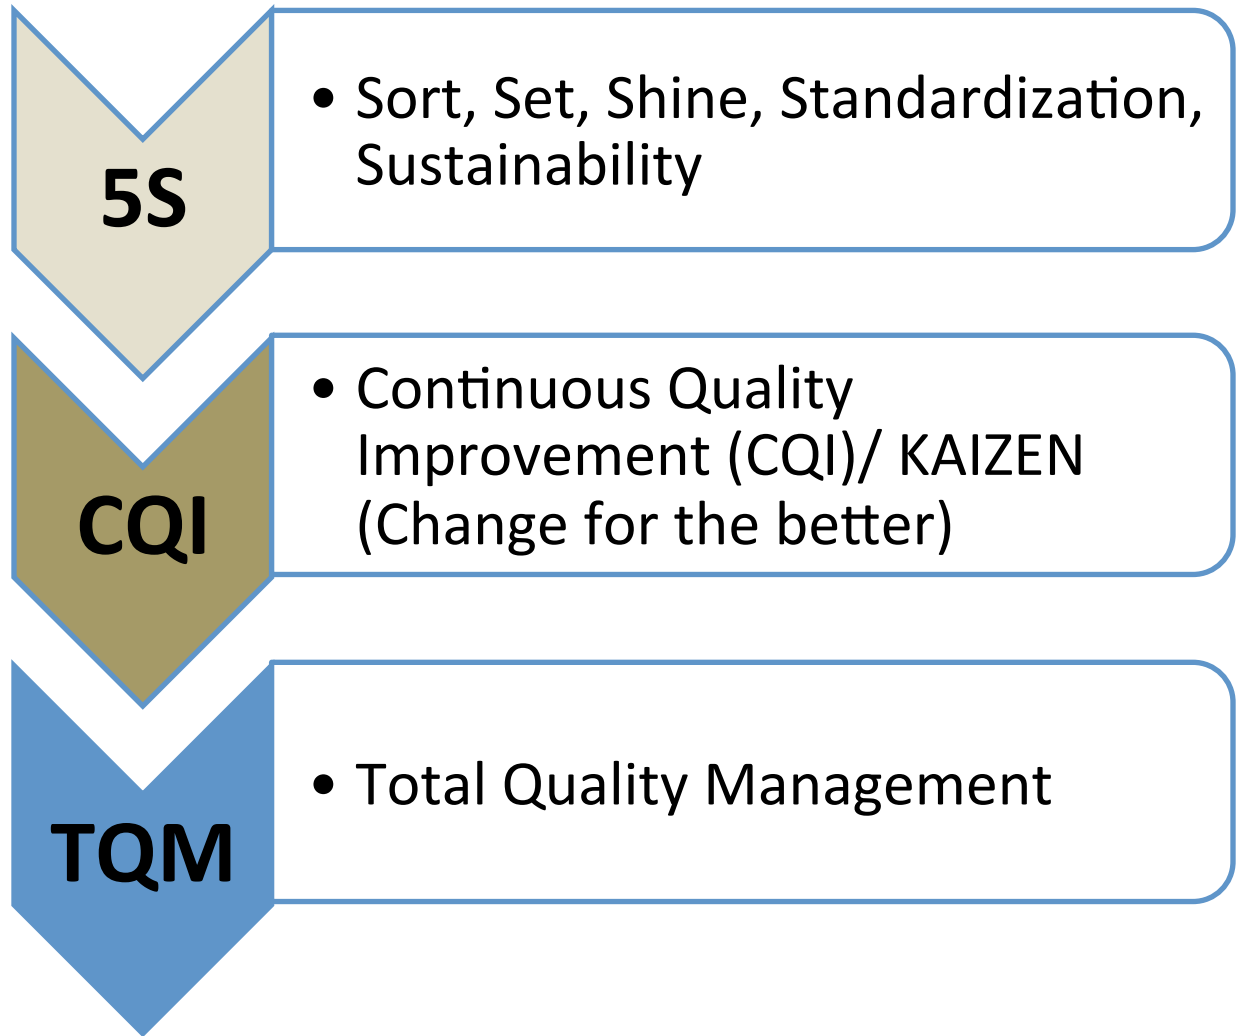 5S
• Sort, Set, Shine, Standardization,
Sustainability
CQI
• Continuous Quality
Improvement (CQI)/ KAIZEN
(Change for the better)
TQM
• Total Quality Management